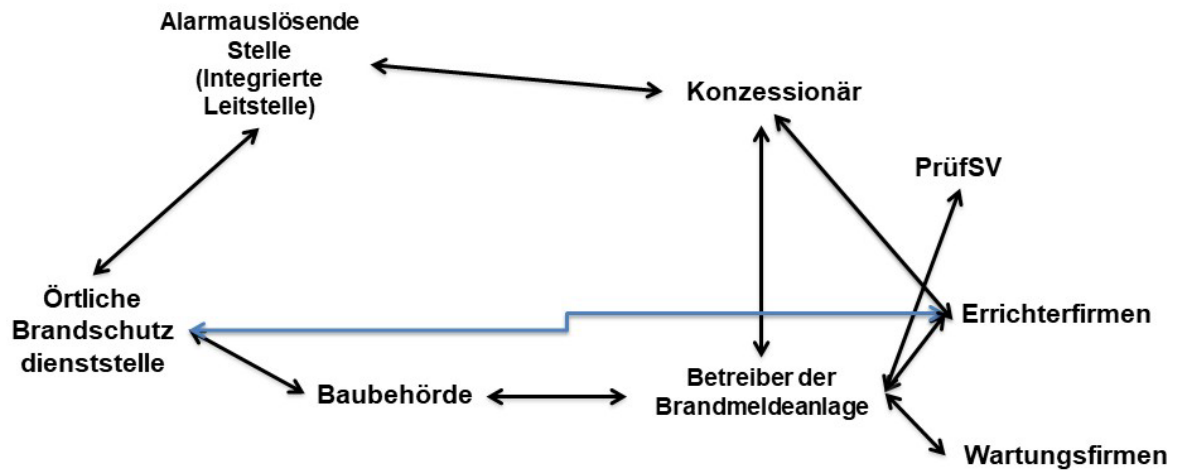 Alarmauslösende
Stelle
(Integrierte
Leitstelle)
Konzessionär
PrüfSV
Örtliche
Brandschutz
dienststelle
Errichterfirmen
Baubehörde
Betreiber der
Brandmeldeanlage
Wartungsfirmen